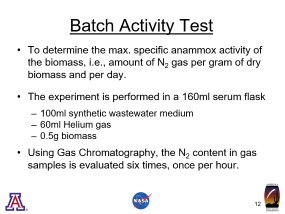 Batch Activity Test
• To determine the max. specific anammox activity of
the biomass, i.e., amount of N₂ gas per gram of dry
biomass and per day.
• The experiment is performed in a 160ml serum flask
– 100ml synthetic wastewater medium
– 60ml Helium gas
– 0.5g biomass
• Using Gas Chromatography, the N₂ content in gas
samples is evaluated six times, once per hour.
A
NASA
12